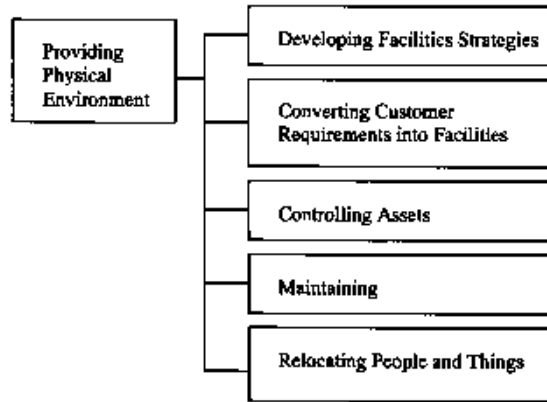 Providing
Physical
Environment
Developing Facilities Strategies
Converting Customer
Requirements into Facilities
Controlling Assets
Maintaining
Relocating People and Things